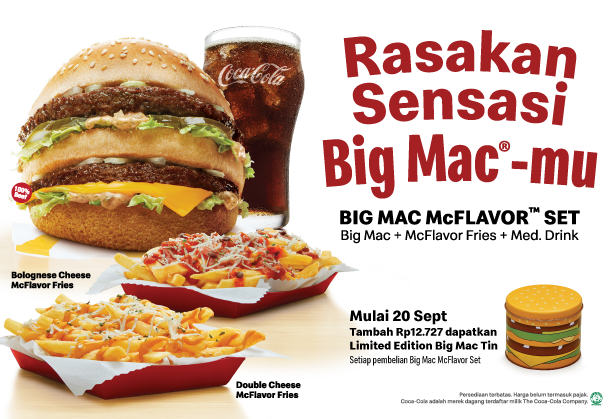 Rasakan
Sensasi
Big Mac®-mu
BIG MAC McFLAVOR™ SET
Big Mac + McFlavor Fries + Med. Drink
Coca-Cola
100%
Beef
Bolognese Cheese
McFlavor Fries
Double Cheese
McFlavor Fries
Mulai 20 Sept
Tambah Rp12.727 dapatkan
Limited Edition Big Mac Tin
Setiap pembelian Big Mac McFlavor Set
Persediaan terbatas. Harga belum termasuk pajak.
Coca-Cola adalah merek dagang terdaftar milik The Coca-Cola Company.